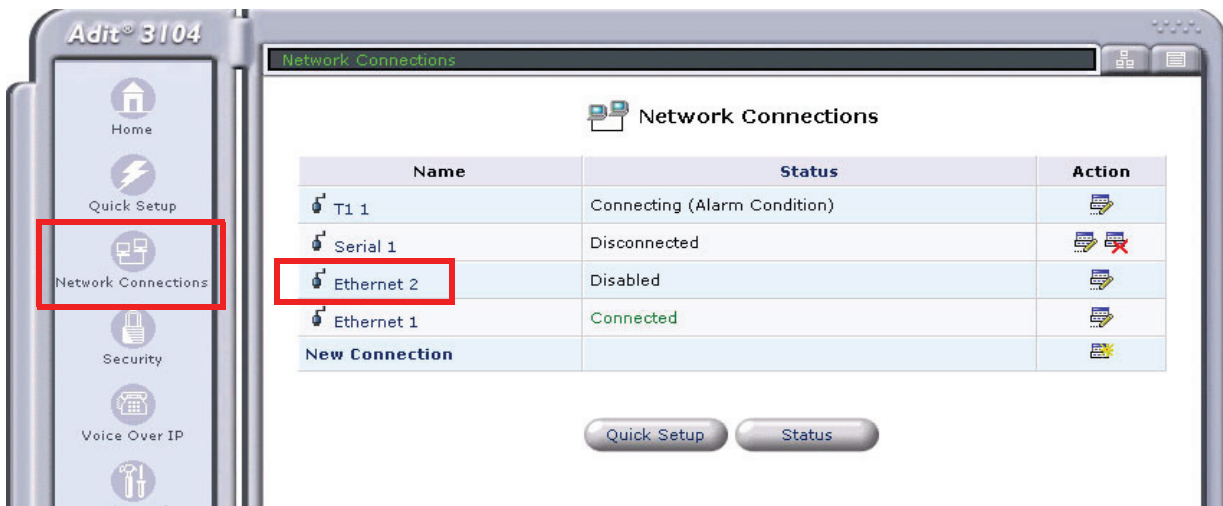 Adit® 3104
Network Connections
Home
Quick Setup
Network Connections
Security
Voice Over IP
Network Connections
Name Status Action
T1 1 Connecting (Alarm Condition)
Serial 1 Disconnected
Ethernet 2 Disabled
Ethernet 1 Connected
New Connection
Quick Setup Status